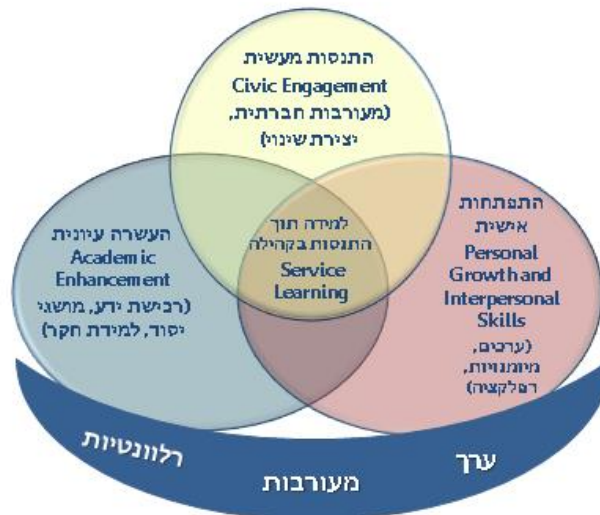 התנסות מעשית
Civic Engagement
(מעורבות חברתית,
יצירת שינוי)
התפתחות
אישית
Personal
Growth and
Interpersonal
Skills
(ערכים,
מיומנויות,
רפלקציה)
למידה תוך
התנסות בקהילה
Service
Learning
העשרה עיונית
Academic
Enhancement
(רכישת ידע, מושגי
יסוד, למידת חקר)
ערך
מעורבות
רלוונטיות